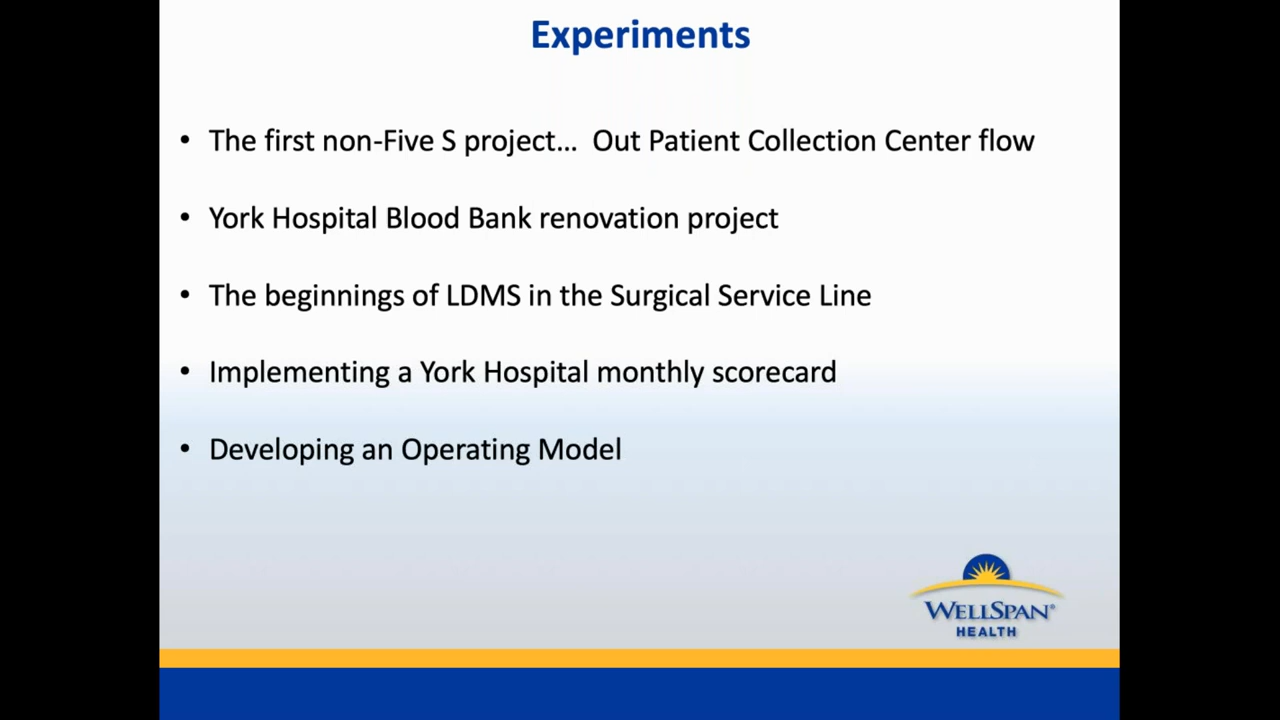 Experiments
• The first non-Five S project... Out Patient Collection Center flow
• York Hospital Blood Bank renovation project
• The beginnings of LDMS in the Surgical Service Line
• Implementing a York Hospital monthly scorecard
• Developing an Operating Model
WELLSPAN®
HEALTH